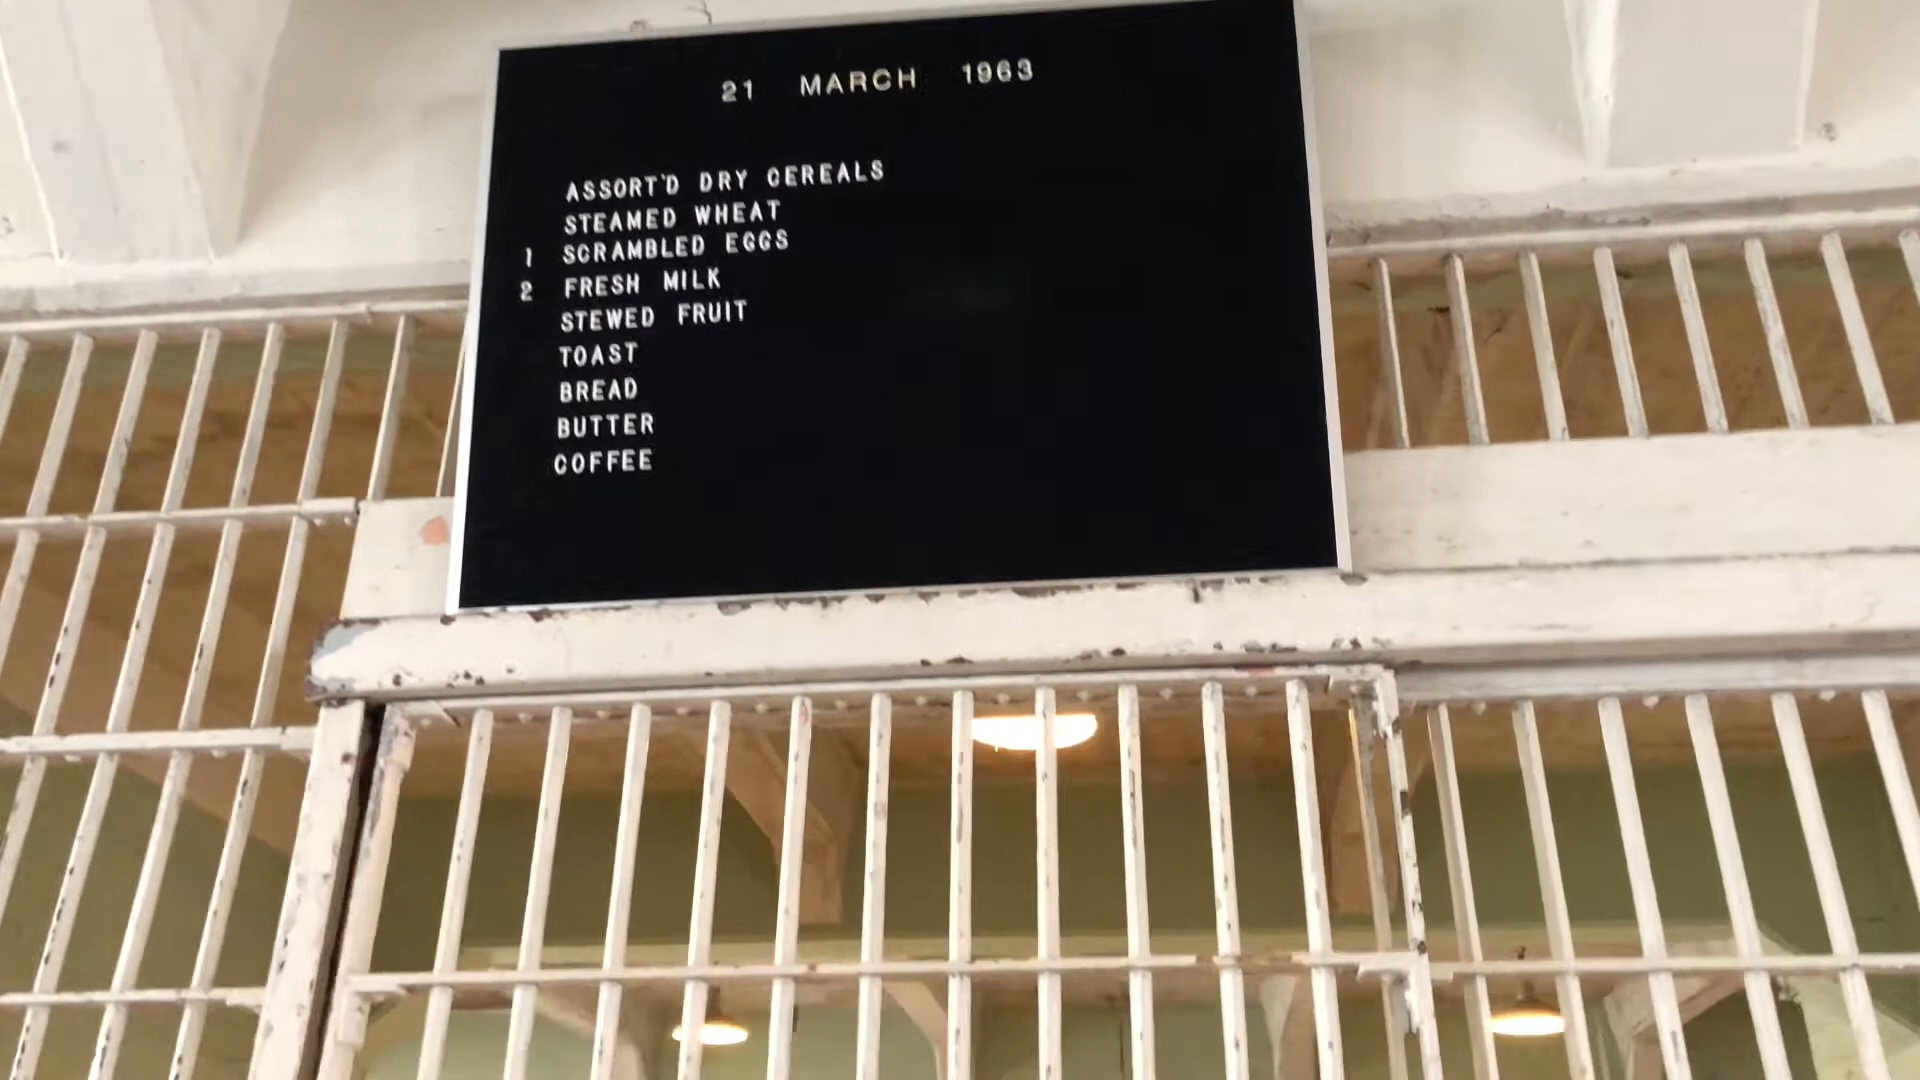 21 MARCH 1963
ASSORT'D DRY CEREALS
STEAMED WHEAT
1 SCRAMBLED EGGS
2 FRESH MILK
STEWED FRUIT
TOAST
BREAD
BUTTER
COFFEE